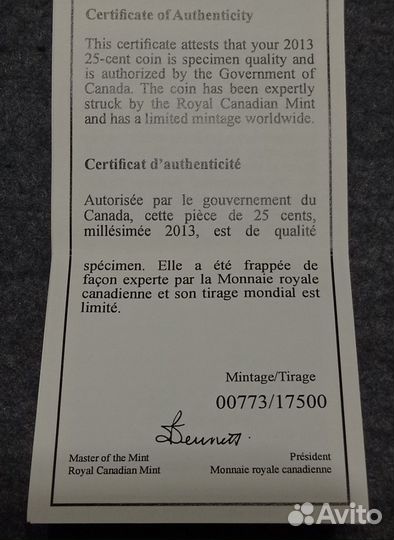 Certificate of Authenticity
This certificate attests that your 2013
25-cent coin is specimen quality and
is authorized by the Government of
Canada. The coin has been expertly
struck by the Royal Canadian Mint
and has a limited mintage worldwide.
Certificat d'authenticité
Autorisée par le gouvernement du
Canada, cette pièce de 25 cents,
millésimée 2013, est de qualité
spécimen. Elle a été frappée de
façon experte par la Monnaie royale
canadienne et son tirage mondial est
limité.
Mintage/Tirage
00773/17500
Bennett
Master of the Mint
Royal Canadian Mint
Président
Monnaie royale canadienne
Avito